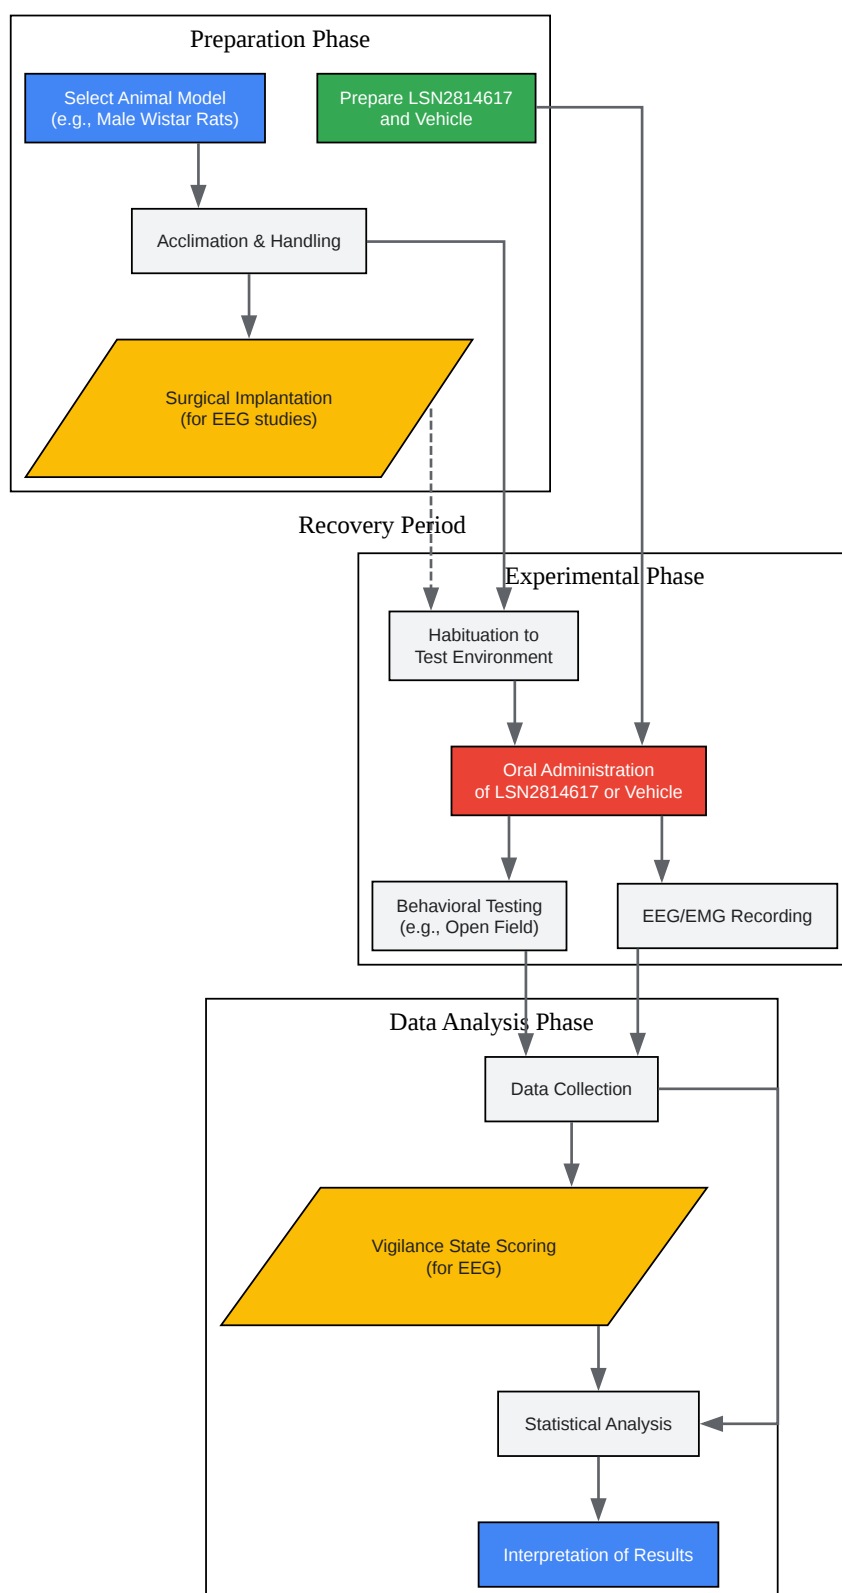 Preparation Phase
Select Animal Model
(e.g., Male Wistar Rats)
Prepare LSN2814617
and Vehicle
Acclimation & Handling
Surgical Implantation
(for EEG studies)
Recovery Period
Experimental Phase
Habituation to
Test Environment
Oral Administration
of LSN2814617 or Vehicle
Behavioral Testing
(e.g., Open Field)
EEG/EMG Recording
Data Analysis Phase
Data Collection
Vigilance State Scoring
(for EEG)
Statistical Analysis
Interpretation of Results